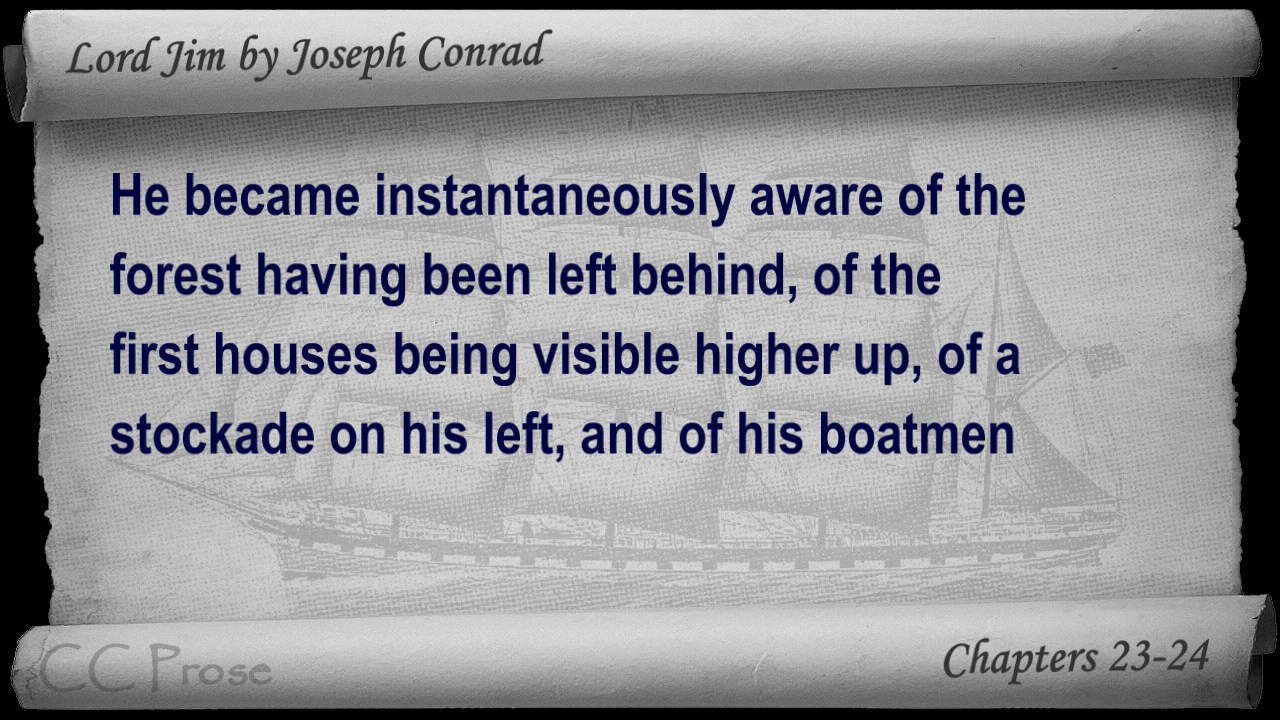 Lord Jim by Joseph Conrad
He became instantaneously aware of the
forest having been left behind, of the
first houses being visible higher up, of a
stockade on his left, and of his boatmen
CC Prose
Chapters 23-24